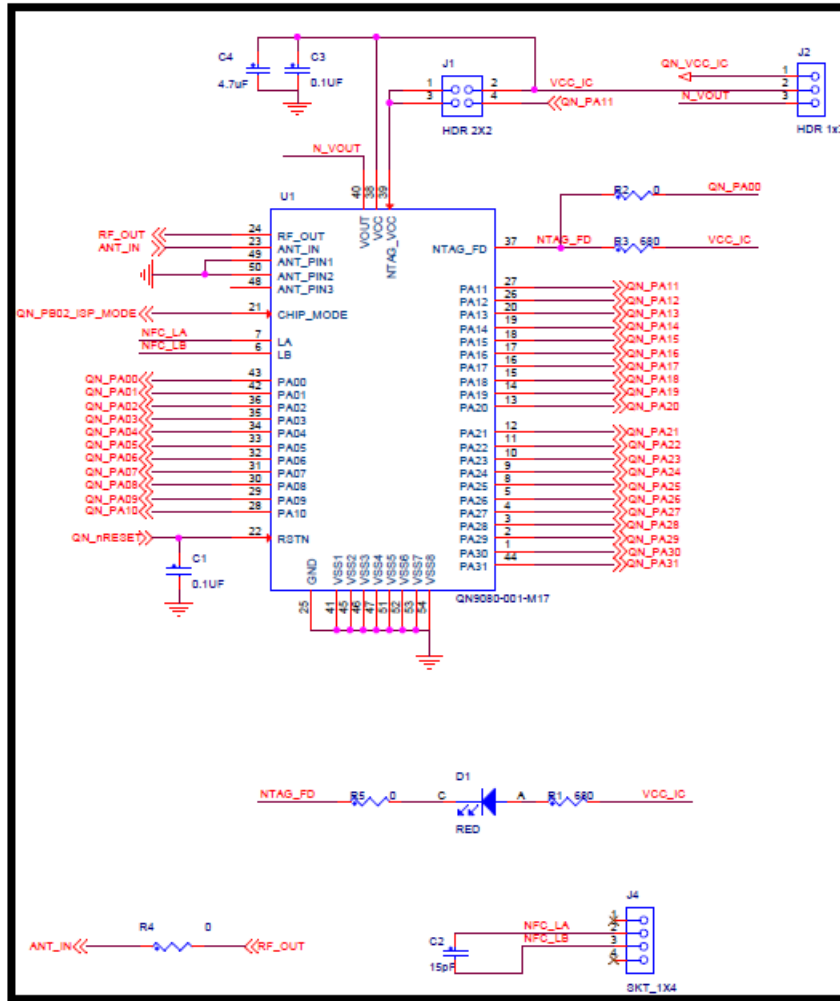 C4
C3
4.7uF
0.1UF
J1
1
2
3
4
HDR 2X2
VCC_IC
QN_PA11
QN_VCC_IC
N_VOUT
J2
1
2
3
HDR 1x3
N_VOUT
U1
40
38
39
VOUT
VCC
NTAG_VCC
R2 0
QN_PA00
NTAG_FD 37 NTAG_FD R3 680 VCC_IC
RF_OUT 24 RF_OUT
ANT_IN 23 ANT_IN
49 ANT_PIN1
50 ANT_PIN2
48 ANT_PIN3
QN_PB02_ISP_MODE 21 CHIP_MODE
NFC_LA 7 LA
NFC_LB 6 LB
QN_PA00 43 PA00
QN_PA01 42 PA01
QN_PA02 36 PA02
QN_PA03 35 PA03
QN_PA04 34 PA04
QN_PA05 33 PA05
QN_PA06 32 PA06
QN_PA07 31 PA07
QN_PA08 30 PA08
QN_PA09 29 PA09
QN_PA10 28 PA10
QN_nRESET 22 RSTN
C1
0.1UF
PA11 27 QN_PA11
PA12 26 QN_PA12
PA13 20 QN_PA13
PA14 19 QN_PA14
PA15 18 QN_PA15
PA16 17 QN_PA16
PA17 16 QN_PA17
PA18 15 QN_PA18
PA19 14 QN_PA19
PA20 13 QN_PA20
PA21 12 QN_PA21
PA22 11 QN_PA22
PA23 10 QN_PA23
PA24 9 QN_PA24
PA25 8 QN_PA25
PA26 5 QN_PA26
PA27 4 QN_PA27
PA28 3 QN_PA28
PA29 2 QN_PA29
PA30 1 QN_PA30
PA31 44 QN_PA31
GND
VSS1
VSS2
VSS3
VSS4
VSS5
VSS6
VSS7
VSS8
25
41
45
46
47
51
52
53
54
QN9080-001-M17
D1
NTAG_FD R5 0 C A R1 680 VCC_IC
RED
R4 0
ANT_IN RF_OUT
J4
NFC_LA
NFC_LB
1
2
3
4
C2
15pF
SKT_1X4